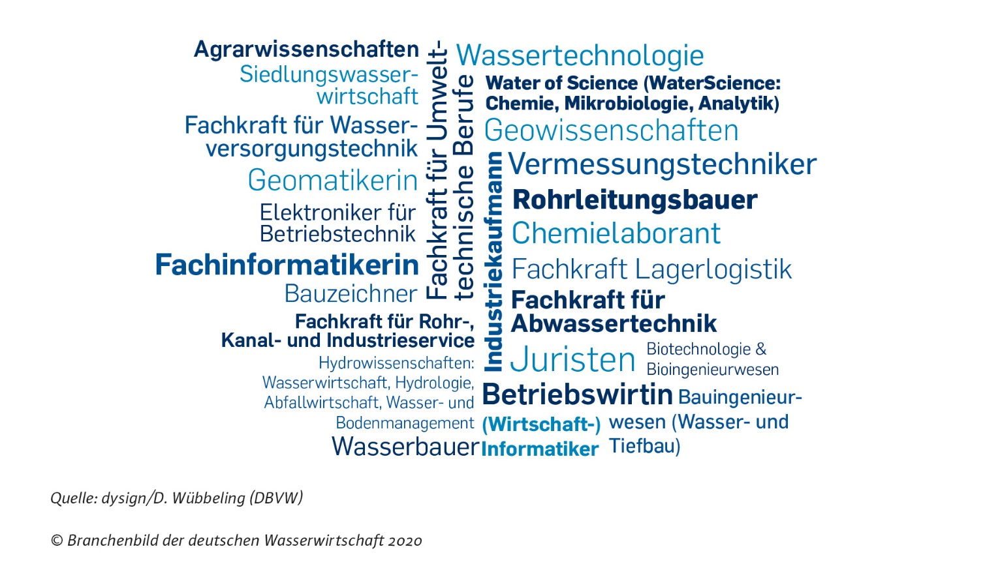 Agrarwissenschaften
Siedlungswasser-
wirtschaft
Fachkraft für Wasser-
versorgungstechnik
Geomatikerin
Elektroniker für
Betriebstechnik
Fachinformatikerin
Bauzeichner
Fachkraft für Rohr-,
Kanal- und Industrieservice
Hydrowissenschaften:
Wasserwirtschaft, Hydrologie,
Abfallwirtschaft, Wasser- und
Bodenmanagement
Wasserbauer
Fachkraft für Umwelt-
technische Berufe
Wassertechnologie
Water of Science (WaterScience:
Chemie, Mikrobiologie, Analytik)
Geowissenschaften
Industriekaufmann
Vermessungstechniker
Rohrleitungsbauer
Chemielaborant
Fachkraft Lagerlogistik
Fachkraft für
Abwassertechnik
Juristen
Biotechnologie &
Bioingenieurwesen
Betriebswirtin
(Wirtschaft-)
Informatiker
Bauingenieur-
wesen (Wasser- und
Tiefbau)
Quelle: dysign/D. Wübbeling (DBVW)
© Branchenbild der deutschen Wasserwirtschaft 2020